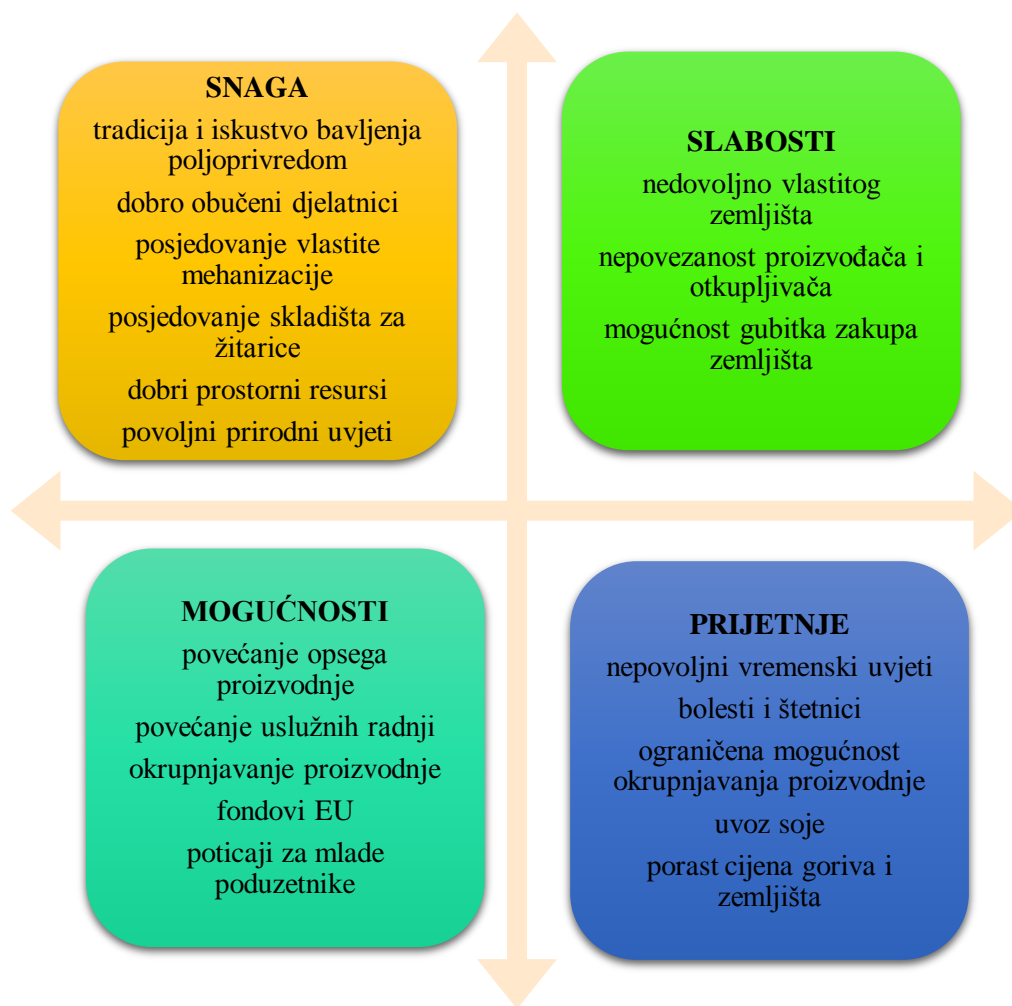 SNAGA
tradicija i iskustvo bavljenja
poljoprivredom
dobro obučeni djelatnici
posjedovanje vlastite
mehanizacije
posjedovanje skladišta za
žitarice
dobri prostorni resursi
povoljni prirodni uvjeti
SLABOSTI
nedovoljno vlastitog
zemljišta
nepovezanost proizvođača i
otkupljivača
mogućnost gubitka zakupa
zemljišta
MOGUĆNOSTI
povećanje opsega
proizvodnje
povećanje uslužnih radnji
okrupnjavanje proizvodnje
fondovi EU
poticaji za mlade
poduzetnike
PRIJETNJE
nepovoljni vremenski uvjeti
bolesti i štetnici
ograničena mogućnost
okrupnjavanja proizvodnje
uvoz soje
porast cijena goriva i
zemljišta